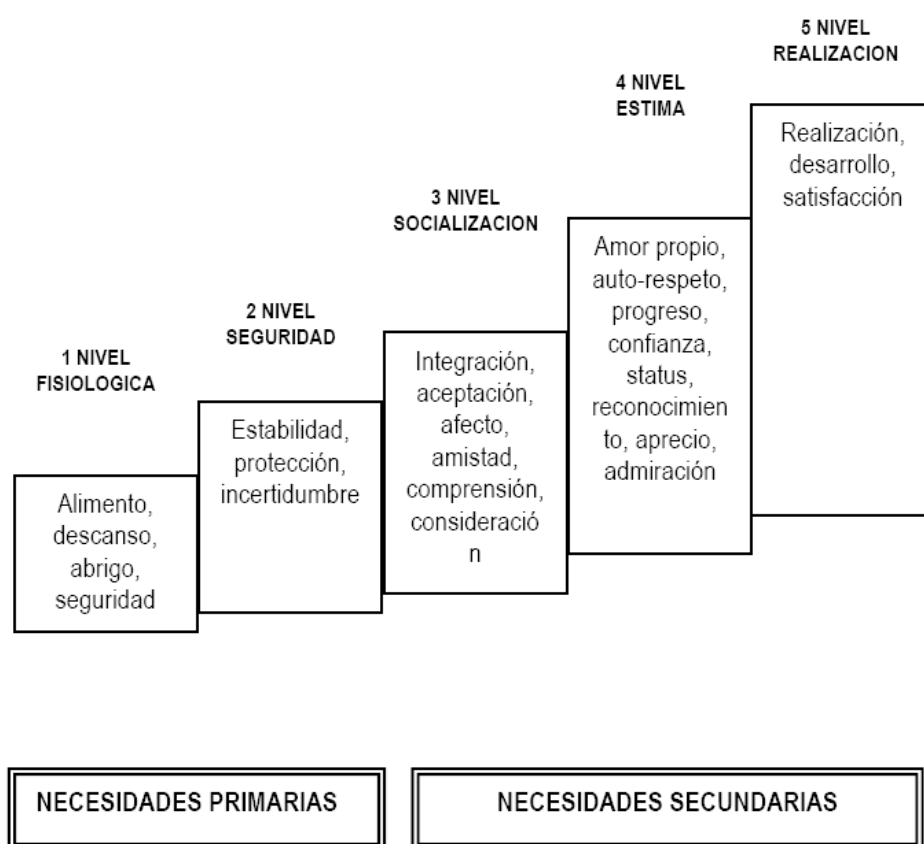 5 NIVEL
REALIZACION
4 NIVEL
ESTIMA
Realización,
desarrollo,
satisfacción
3 NIVEL
SOCIALIZACION
Amor propio,
auto-respeto,
progreso,
confianza,
status,
reconocimien
to, aprecio,
admiración
2 NIVEL
SEGURIDAD
Integración,
aceptación,
afecto,
amistad,
comprensión,
consideració
n
1 NIVEL
FISIOLOGICA
Estabilidad,
protección,
incertidumbre
Alimento,
descanso,
abrigo,
seguridad
NECESIDADES PRIMARIAS
NECESIDADES SECUNDARIAS